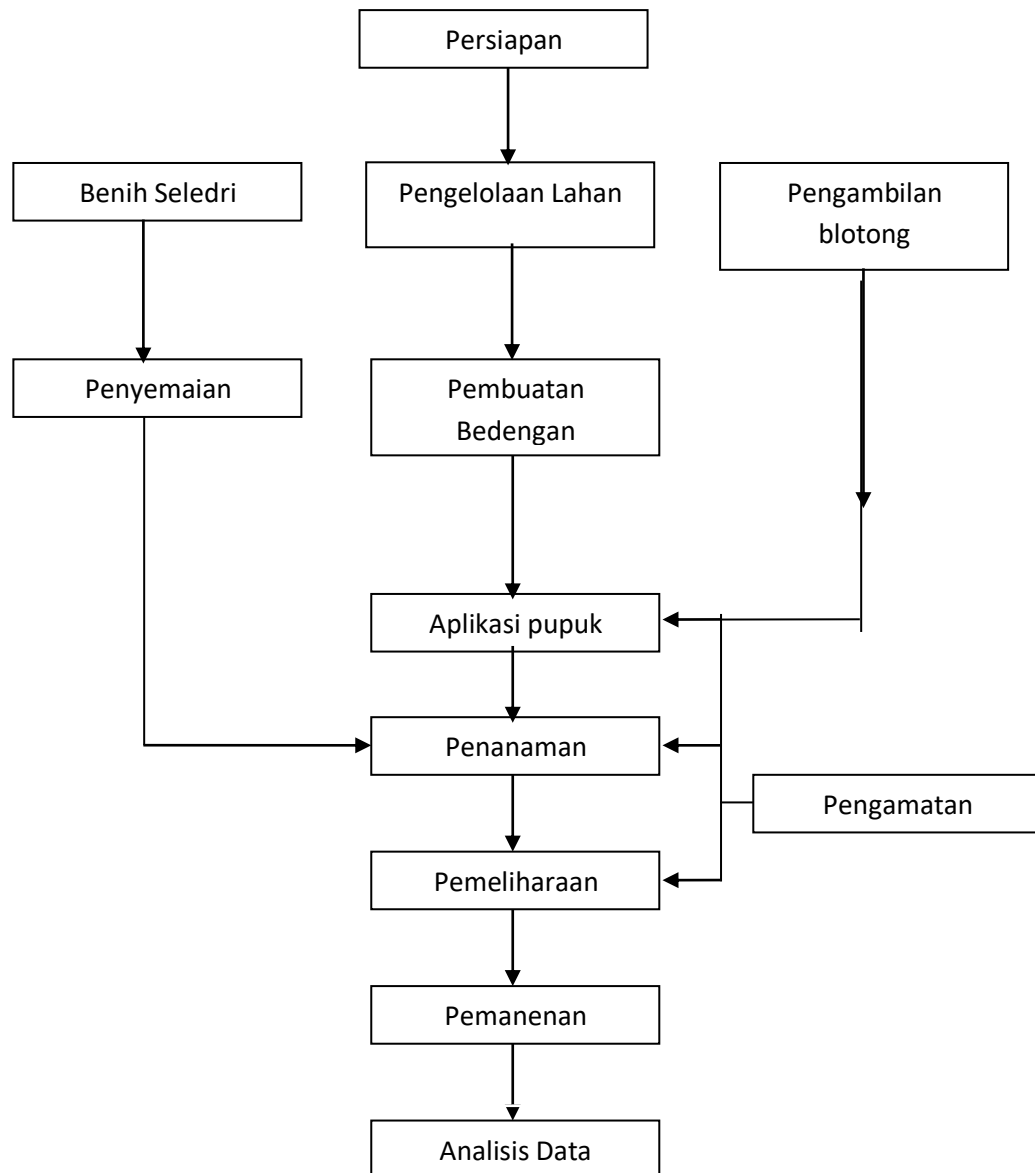 Persiapan
Benih Seledri
Pengelolaan Lahan
Pengambilan
blotong
Penyemaian
Pembuatan
Bedengan
Aplikasi pupuk
Penanaman
Pengamatan
Pemeliharaan
Pemanenan
Analisis Data